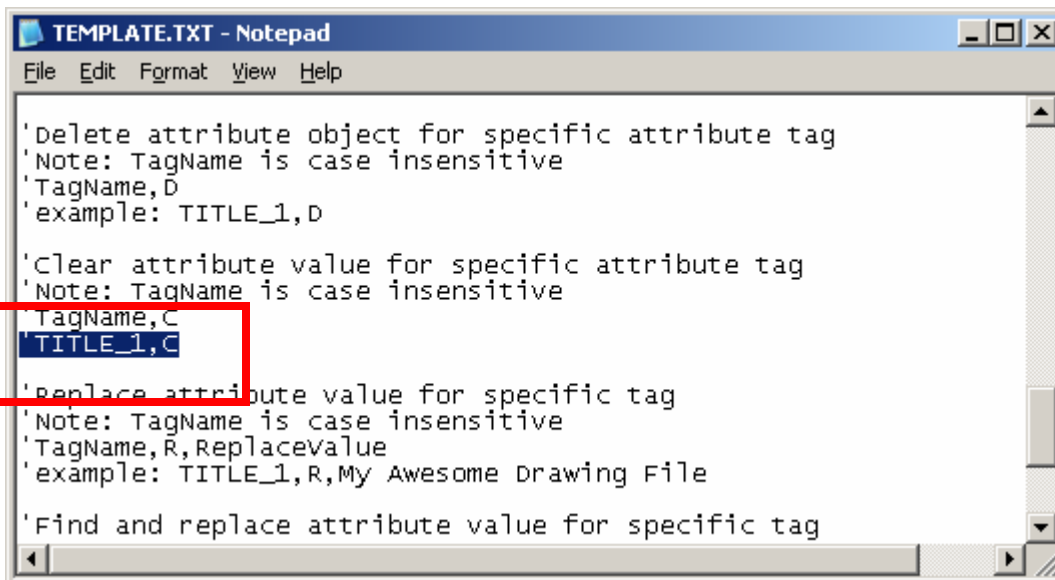 TEMPLATE.TXT - Notepad
File Edit Format View Help
'Delete attribute object for specific attribute tag
'Note: TagName is case insensitive
'TagName,D
'example: TITLE_1,D
'Clear attribute value for specific attribute tag
'Note: TagName is case insensitive
'TagName,C
'TITLE_1,C
'Replace attribute value for specific tag
'Note: TagName is case insensitive
'TagName,R,ReplaceValue
'example: TITLE_1,R,My Awesome Drawing File
'Find and replace attribute value for specific tag